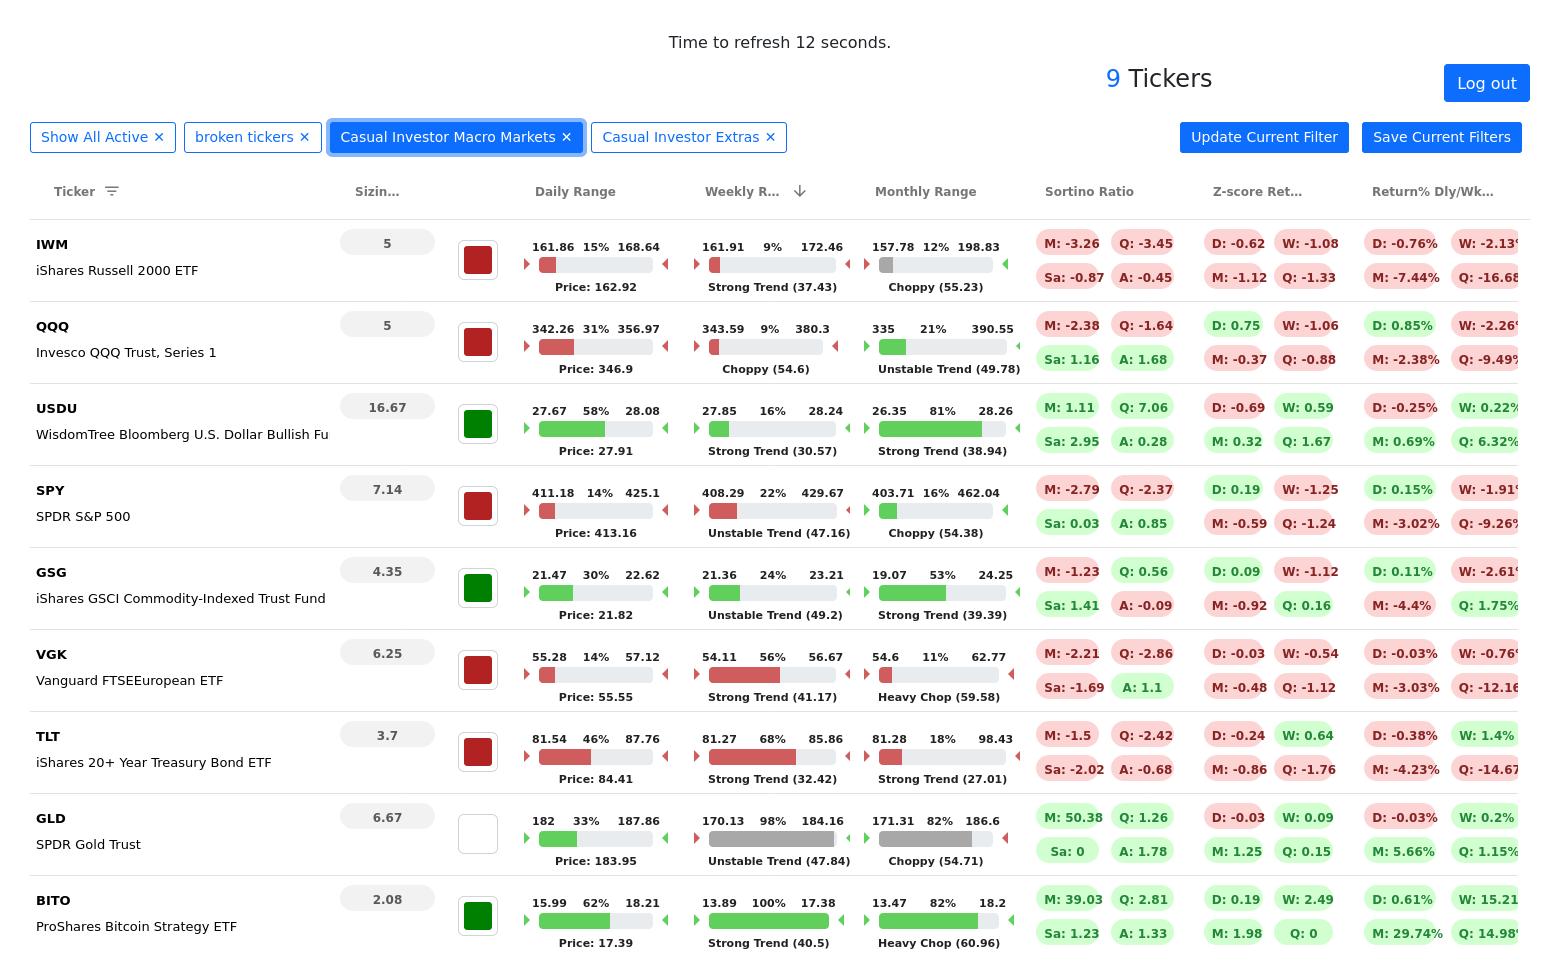 Time to refresh 12 seconds.
9 Tickers
Log out
Show All Active ✕ broken tickers ✕ Casual Investor Macro Markets ✕ Casual Investor Extras ✕ Update Current Filter Save Current Filters
Ticker Sizin... Daily Range Weekly R... Monthly Range Sortino Ratio Z-score Ret... Return% Dly/Wk...
IWM 5 161.86 15% 168.64 161.91 9% 172.46 157.78 12% 198.83 M: -3.26 Q: -3.45 D: -0.62 W: -1.08 D: -0.76% W: -2.13%
iShares Russell 2000 ETF Price: 162.92 Strong Trend (37.43) Choppy (55.23) Sa: -0.87 A: -0.45 M: -1.12 Q: -1.33 M: -7.44% Q: -16.68
QQQ 5 342.26 31% 356.97 343.59 9% 380.3 335 21% 390.55 M: -2.38 Q: -1.64 D: 0.75 W: -1.06 D: 0.85% W: -2.26%
Invesco QQQ Trust, Series 1 Price: 346.9 Choppy (54.6) Unstable Trend (49.78) Sa: 1.16 A: 1.68 M: -0.37 Q: -0.88 M: -2.38% Q: -9.49%
USDU 16.67 27.67 58% 28.08 27.85 16% 28.24 26.35 81% 28.26 M: 1.11 Q: 7.06 D: -0.69 W: 0.59 D: -0.25% W: 0.22%
WisdomTree Bloomberg U.S. Dollar Bullish Fu Price: 27.91 Strong Trend (30.57) Strong Trend (38.94) Sa: 2.95 A: 0.28 M: 0.32 Q: 1.67 M: 0.69% Q: 6.32%
SPY 7.14 411.18 14% 425.1 408.29 22% 429.67 403.71 16% 462.04 M: -2.79 Q: -2.37 D: 0.19 W: -1.25 D: 0.15% W: -1.91%
SPDR S&P 500 Price: 413.16 Unstable Trend (47.16) Choppy (54.38) Sa: 0.03 A: 0.85 M: -0.59 Q: -1.24 M: -3.02% Q: -9.26%
GSG 4.35 21.47 30% 22.62 21.36 24% 23.21 19.07 53% 24.25 M: -1.23 Q: 0.56 D: 0.09 W: -1.12 D: 0.11% W: -2.61%
iShares GSCI Commodity-Indexed Trust Fund Price: 21.82 Unstable Trend (49.2) Strong Trend (39.39) Sa: 1.41 A: -0.09 M: -0.92 Q: 0.16 M: -4.4% Q: 1.75%
VGK 6.25 55.28 14% 57.12 54.11 56% 56.67 54.6 11% 62.77 M: -2.21 Q: -2.86 D: -0.03 W: -0.54 D: -0.03% W: -0.76%
Vanguard FTSEEuropean ETF Price: 55.55 Strong Trend (41.17) Heavy Chop (59.58) Sa: -1.69 A: 1.1 M: -0.48 Q: -1.12 M: -3.03% Q: -12.16
TLT 3.7 81.54 46% 87.76 81.27 68% 85.86 81.28 18% 98.43 M: -1.5 Q: -2.42 D: -0.24 W: 0.64 D: -0.38% W: 1.4%
iShares 20+ Year Treasury Bond ETF Price: 84.41 Strong Trend (32.42) Strong Trend (27.01) Sa: -2.02 A: -0.68 M: -0.86 Q: -1.76 M: -4.23% Q: -14.67
GLD 6.67 182 33% 187.86 170.13 98% 184.16 171.31 82% 186.6 M: 50.38 Q: 1.26 D: -0.03 W: 0.09 D: -0.03% W: 0.2%
SPDR Gold Trust Price: 183.95 Unstable Trend (47.84) Choppy (54.71) Sa: 0 A: 1.78 M: 1.25 Q: 0.15 M: 5.66% Q: 1.15%
BITO 2.08 15.99 62% 18.21 13.89 100% 17.38 13.47 82% 18.2 M: 39.03 Q: 2.81 D: 0.19 W: 2.49 D: 0.61% W: 15.21
ProShares Bitcoin Strategy ETF Price: 17.39 Strong Trend (40.5) Heavy Chop (60.96) Sa: 1.23 A: 1.33 M: 1.98 Q: 0 M: 29.74% Q: 14.98%